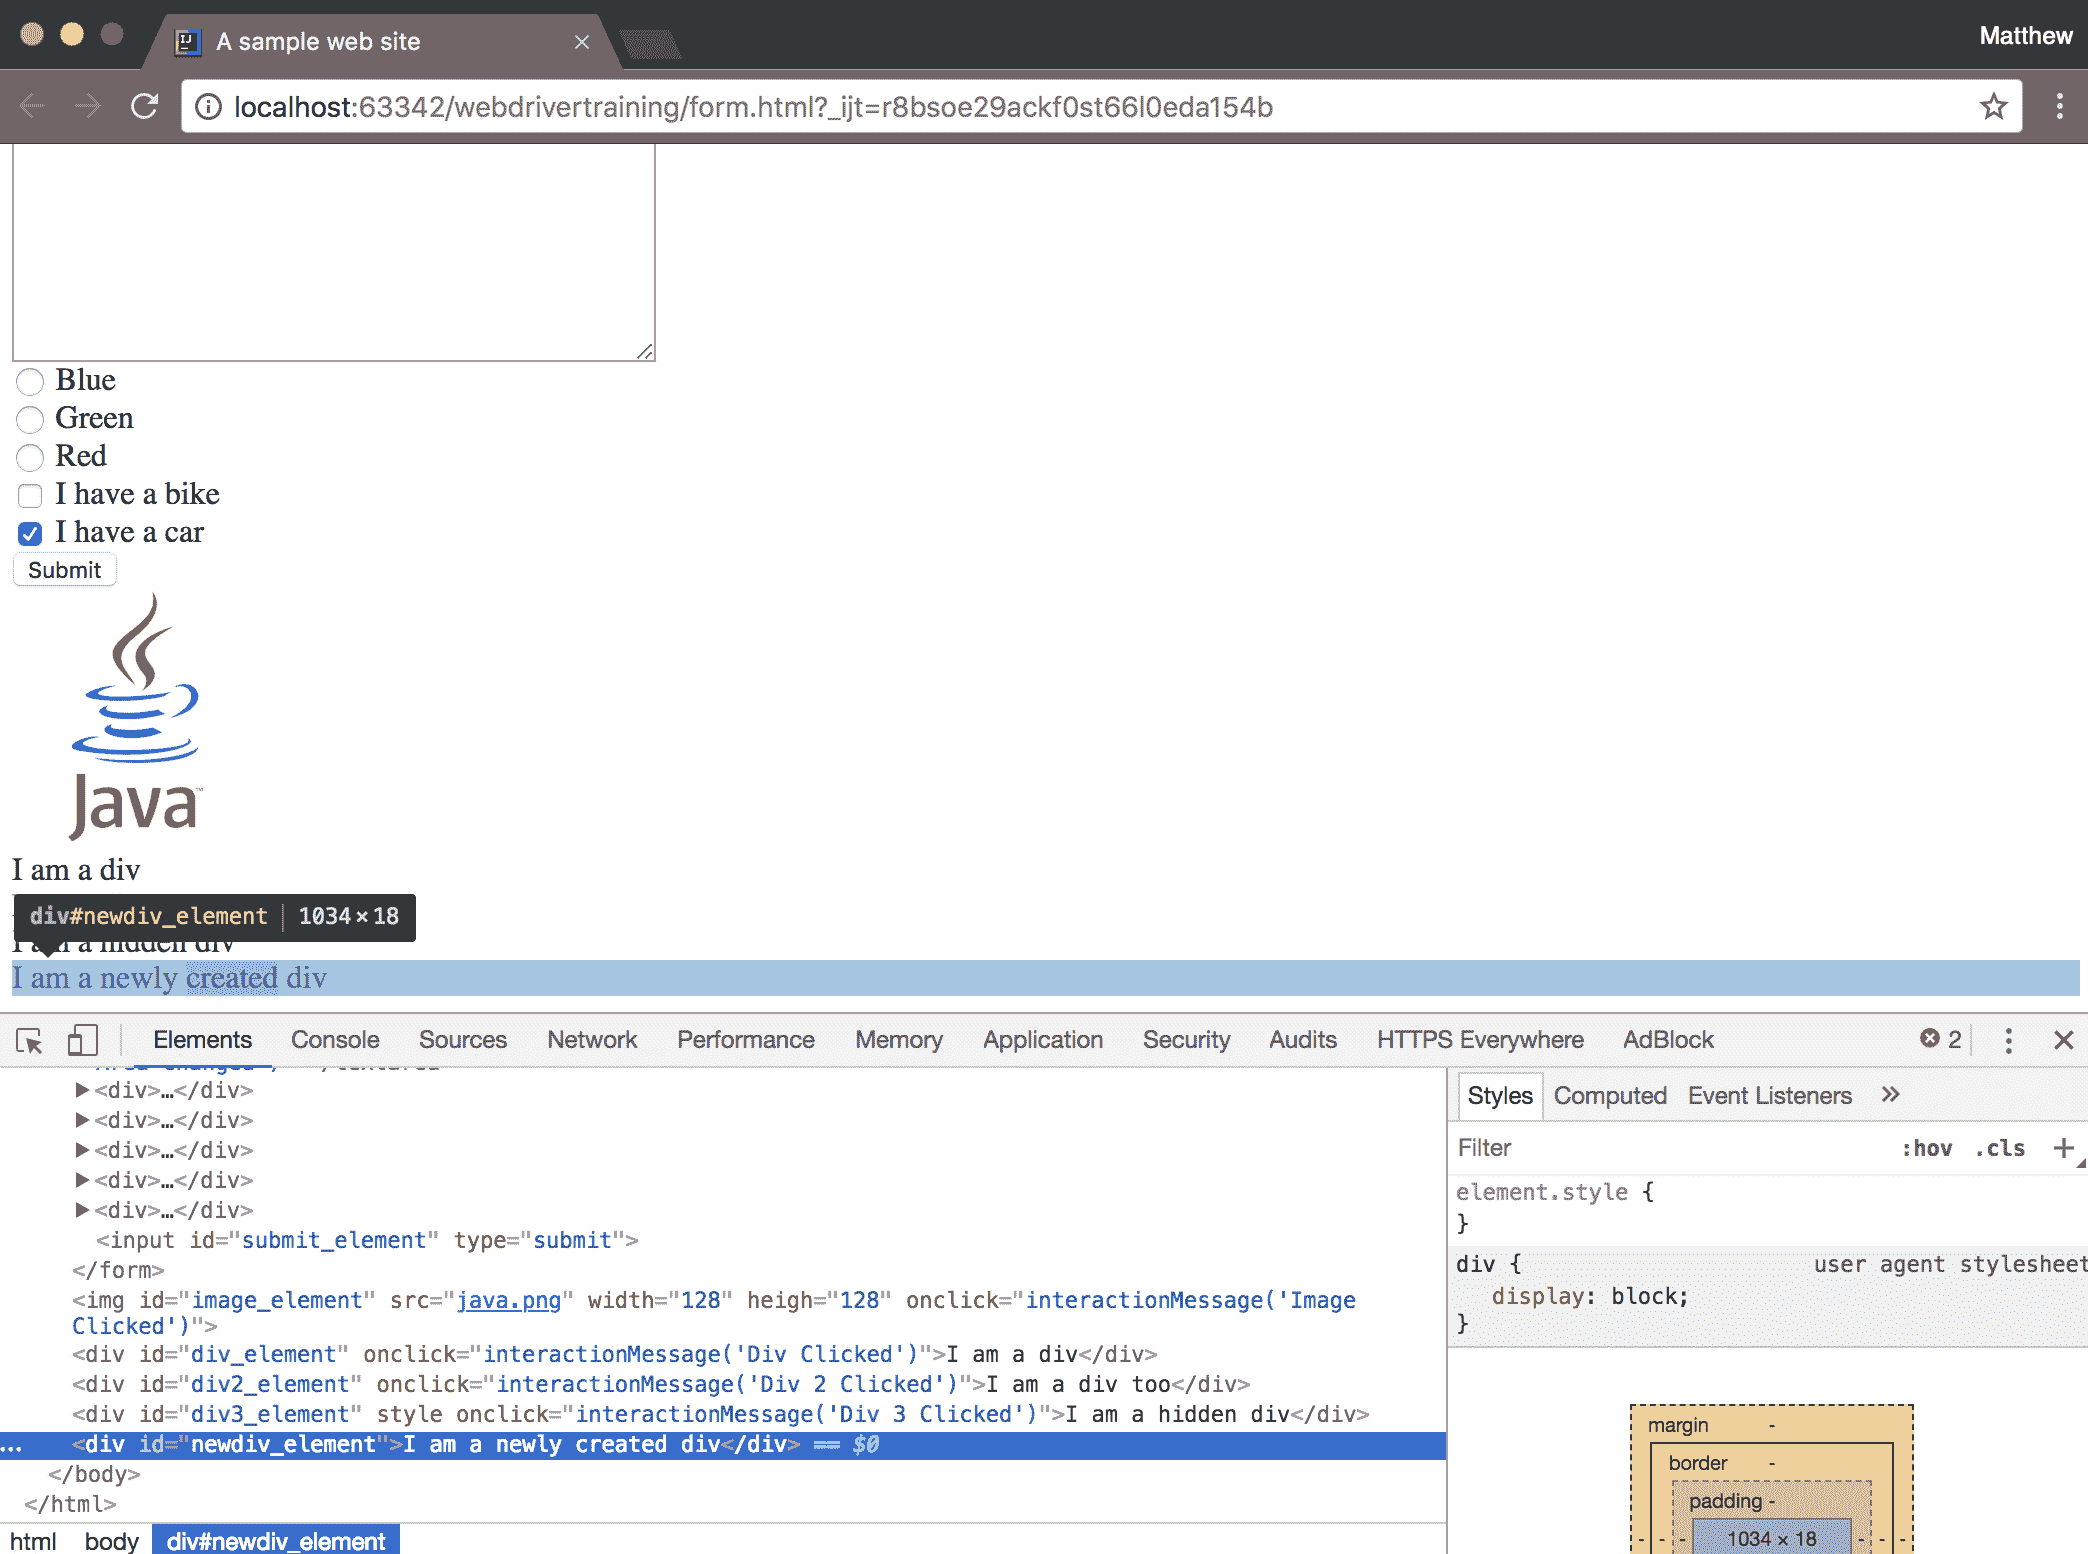 A sample web site
Matthew
localhost:63342/webdrivertraining/form.html?_ijt=r8bsoe29ackf0st66l0eda154b
Blue
Green
Red
I have a bike
I have a car
Submit
Java™
I am a div
div#newdiv_element 1034×18
I am a hidden div
I am a newly created div
Elements Console Sources Network Performance Memory Application Security Audits HTTPS Everywhere AdBlock 2
▶<div>…</div>
▶<div>…</div>
▶<div>…</div>
▶<div>…</div>
▶<div>…</div>
<input id="submit_element" type="submit">
</form>
<img id="image_element" src="java.png" width="128" heigh="128" onclick="interactionMessage('Image
Clicked')">
<div id="div_element" onclick="interactionMessage('Div Clicked')">I am a div</div>
<div id="div2_element" onclick="interactionMessage('Div 2 Clicked')">I am a div too</div>
<div id="div3_element" style onclick="interactionMessage('Div 3 Clicked')">I am a hidden div</div>
… <div id="newdiv_element">I am a newly created div</div> == $0
</body>
</html>
html body div#newdiv_element
Styles Computed Event Listeners »
Filter :hov .cls +
element.style {
}
div { user agent stylesheet
display: block;
}
margin -
border -
padding -
- - - 1034 × 18 - - -